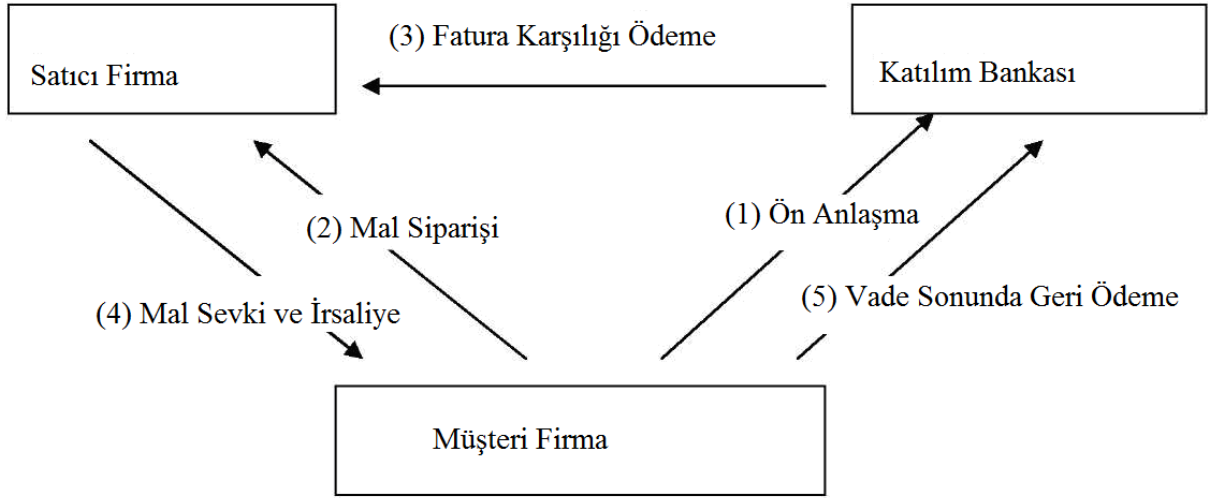 (3) Fatura Karşılığı Ödeme
Satıcı Firma
Katılım Bankası
(2) Mal Siparişi
(1) Ön Anlaşma
(4) Mal Sevki ve İrsaliye
(5) Vade Sonunda Geri Ödeme
Müşteri Firma